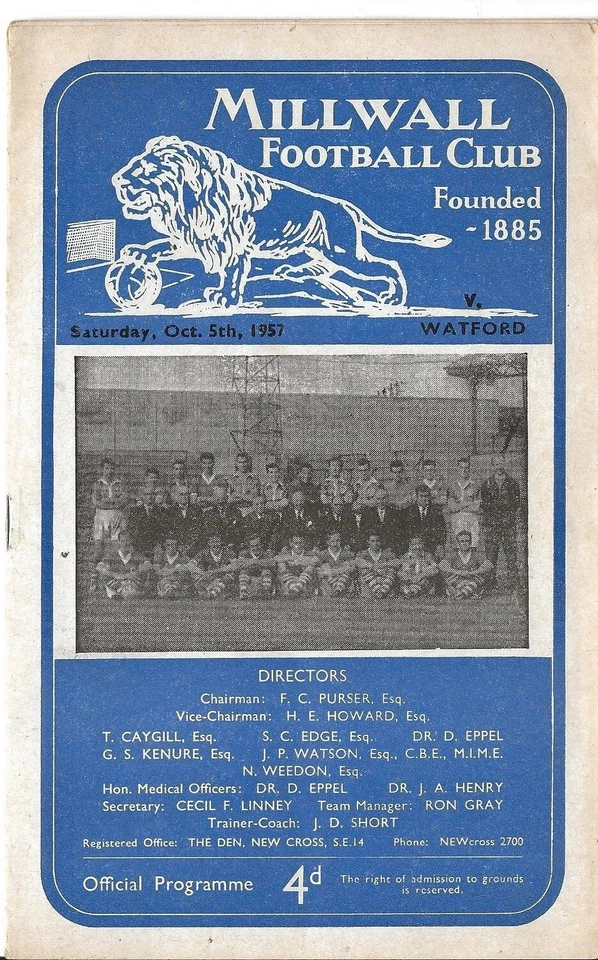 MILLWALL
FOOTBALL CLUB
Founded
~1885
V.
Saturday, Oct. 5th, 1957 WATFORD
DIRECTORS
Chairman: F. C. PURSER, Esq.
Vice-Chairman: H. E. HOWARD, Esq.
T. CAYGILL, Esq. S. C. EDGE, Esq. DR. D. EPPEL
G. S. KENURE, Esq. J. P. WATSON, Esq., C.B.E., M.I.M.E.
N. WEEDON, Esq.
Hon. Medical Officers: DR. D. EPPEL DR. J. A. HENRY
Secretary: CECIL F. LINNEY Team Manager: RON GRAY
Trainer-Coach: J. D. SHORT
Registered Office: THE DEN, NEW CROSS, S.E.14 Phone: NEWcross 2700
Official Programme 4d The right of admission to grounds
is reserved.